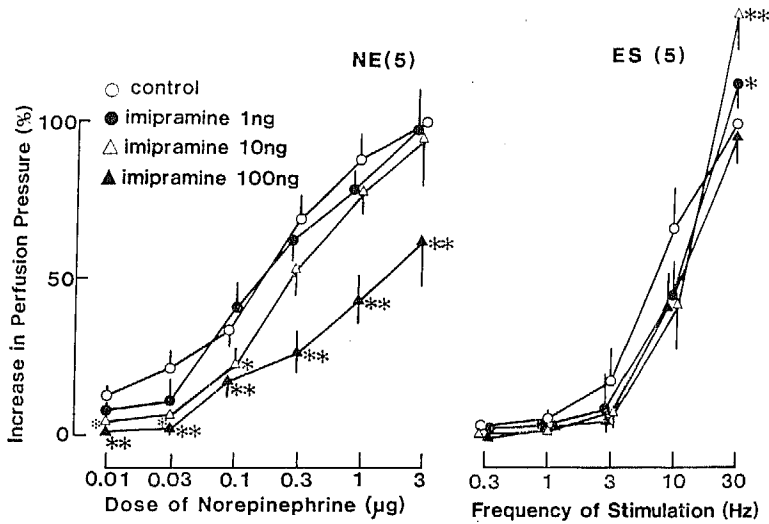 NE(5)
ES (5)
control
imipramine 1ng
imipramine 10ng
imipramine 100ng
Increase in Perfusion Pressure (%)
100
50
0
**
*
**
*
**
*
**
*
**
**
**
**
0.01 0.03 0.1 0.3 1 3
Dose of Norepinephrine (µg)
0.3 1 3 10 30
Frequency of Stimulation (Hz)